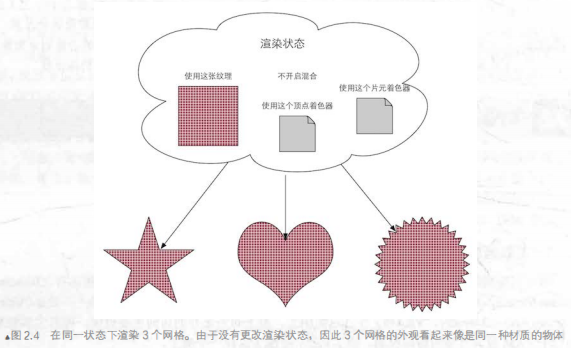 渲染状态
使用这张纹理
不开启混合
使用这个片元着色器
使用这个顶点着色器
▲图2.4 在同一状态下渲染3个网格。由于没有更改渲染状态，因此3个网格的外观看起来像是同一种材质的物体